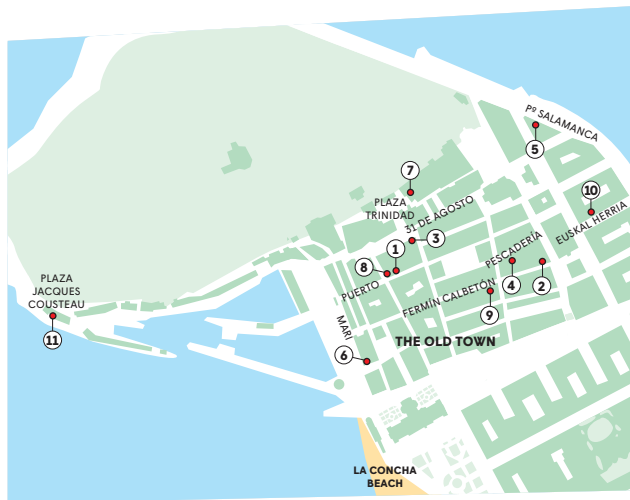 Pº SALAMANCA
5
7
10
PLAZA
TRINIDAD
31 DE AGOSTO
EUSKAL HERRIA
3
1
PESCADERÍA
8
PUERTO
4
2
PLAZA
JACQUES
COUSTEAU
FERMÍN CALBETÓN
9
MARI
11
THE OLD TOWN
6
LA CONCHA
BEACH